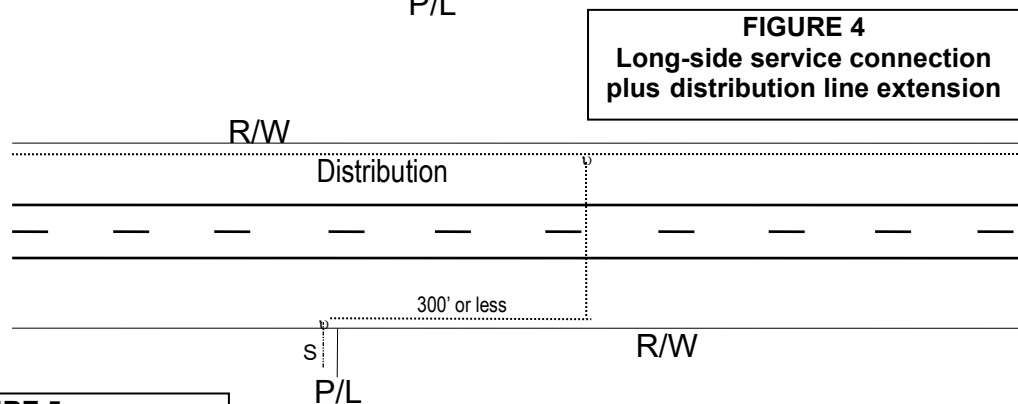 P/L
FIGURE 4
Long-side service connection
plus distribution line extension
R/W
Distribution
300' or less
S
R/W
P/L